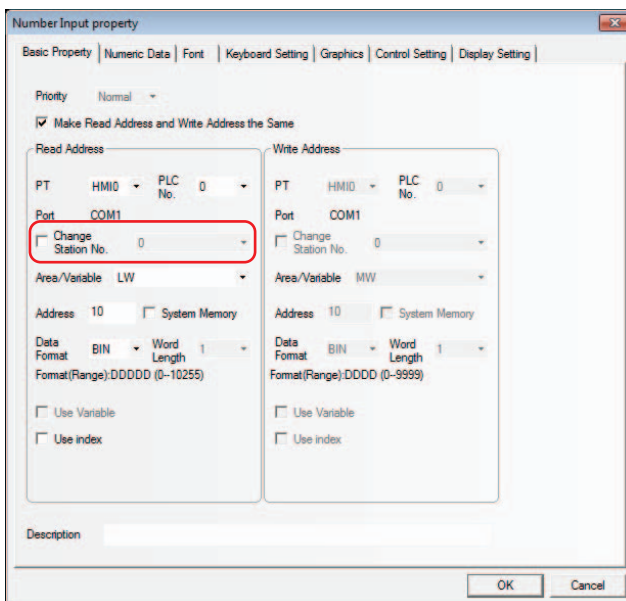 Number Input property
Basic Property Numeric Data Font Keyboard Setting Graphics Control Setting Display Setting
Priority Normal
Make Read Address and Write Address the Same
Read Address
PT HMI0 PLC No. 0
Port COM1
Change Station No. 0
Area/Variable LW
Address 10 System Memory
Data Format BIN Word Length 1
Format(Range):DDDDD (0--10255)
Use Variable
Use index
Write Address
PT HMI0 PLC No. 0
Port COM1
Change Station No. 0
Area/Variable MW
Address 10 System Memory
Data Format BIN Word Length 1
Format(Range):DDDD (0--9999)
Use Variable
Use index
Description
OK Cancel